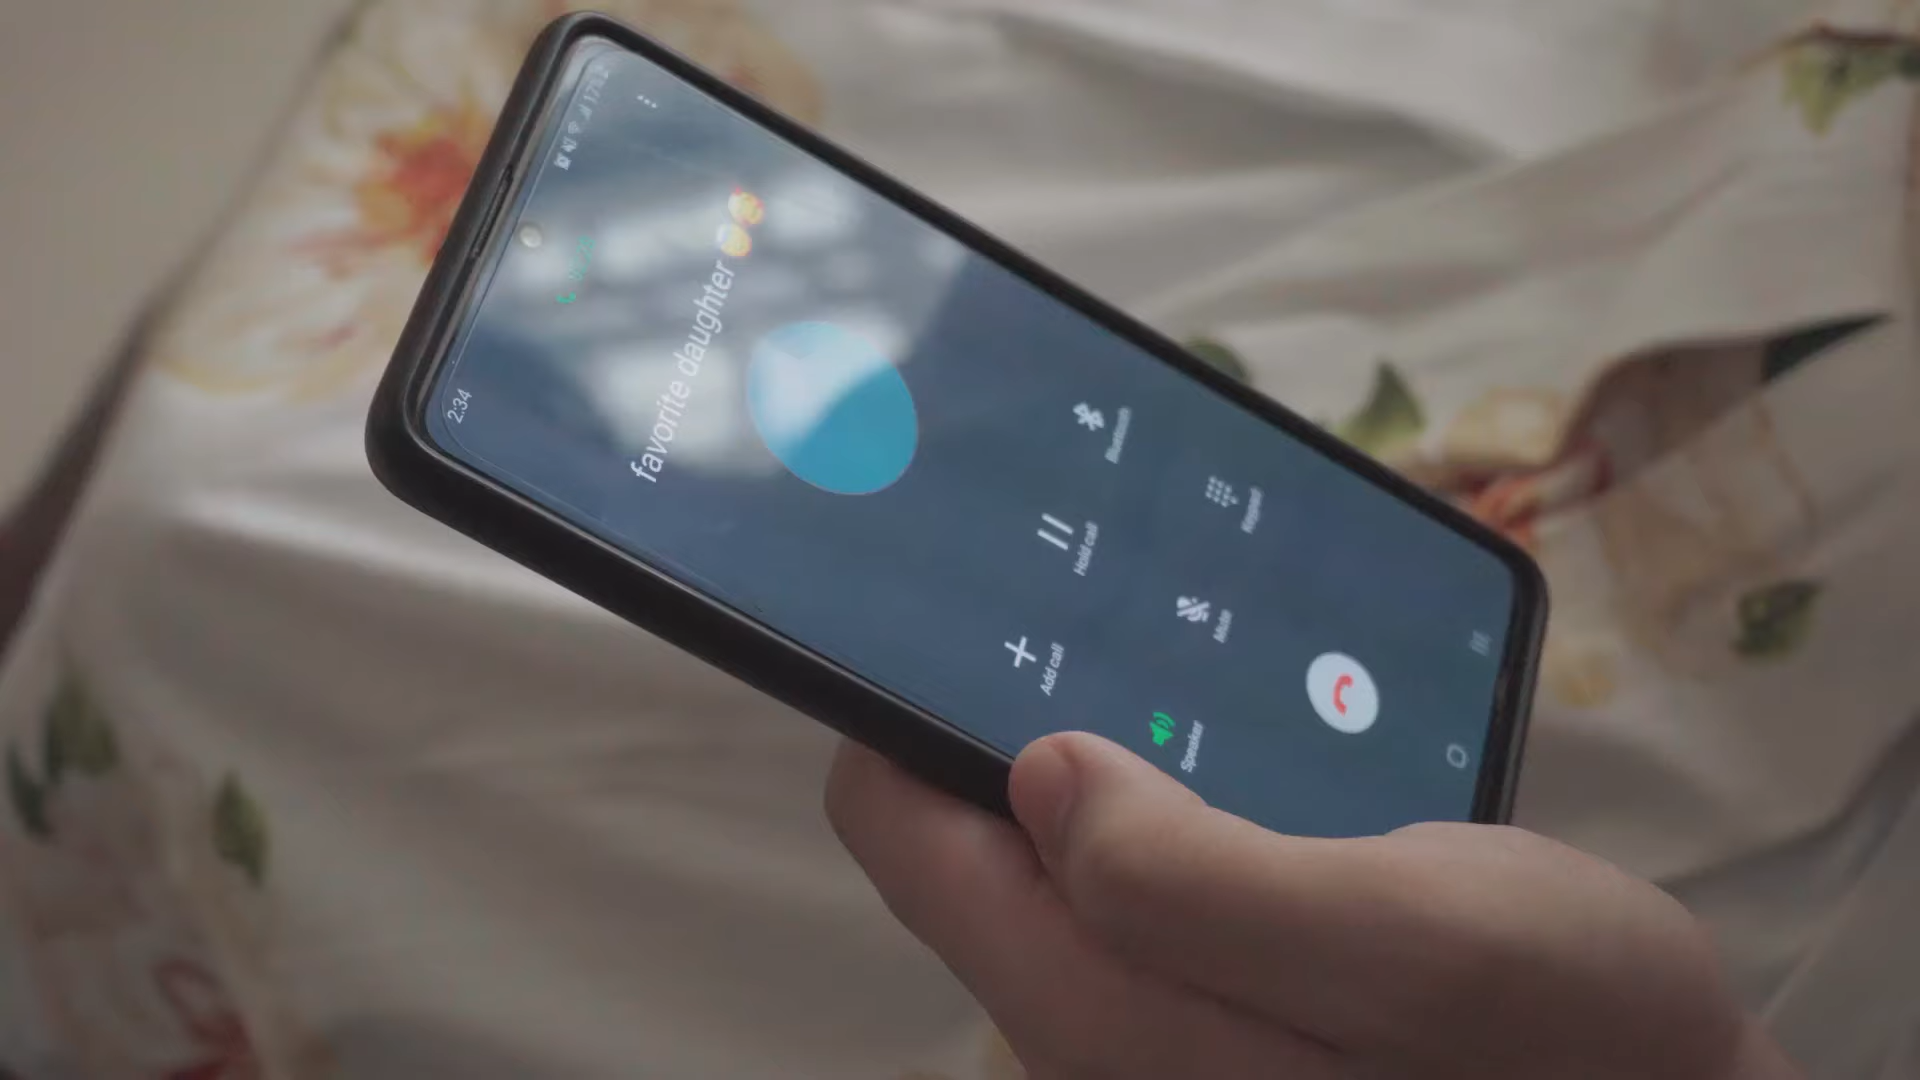 2:34
favorite daughter 🥰🥰
Add call
Hold call
Bluetooth
Speaker
Mute
Keypad